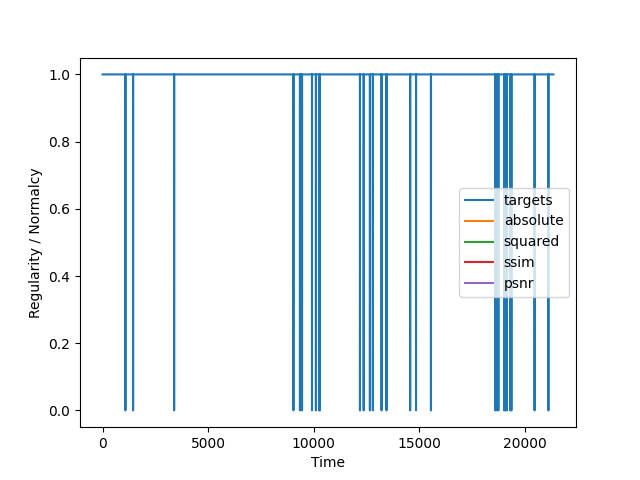 1.0
0.8
0.6
0.4
0.2
0.0
Regularity / Normalcy
targets
absolute
squared
ssim
psnr
0 5000 10000 15000 20000
Time